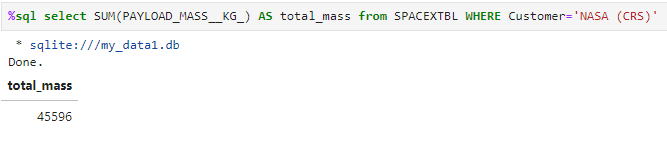 %sql select SUM(PAYLOAD_MASS__KG_) AS total_mass from SPACEXTBL WHERE Customer='NASA (CRS)'
* sqlite:///my_data1.db
Done.
total_mass
45596